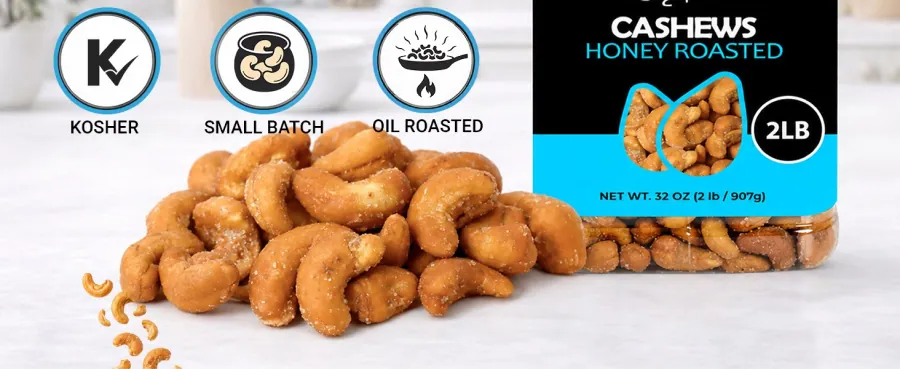 CASHEWS
HONEY ROASTED
KOSHER
SMALL BATCH
OIL ROASTED
2LB
NET WT. 32 OZ (2 lb / 907g)